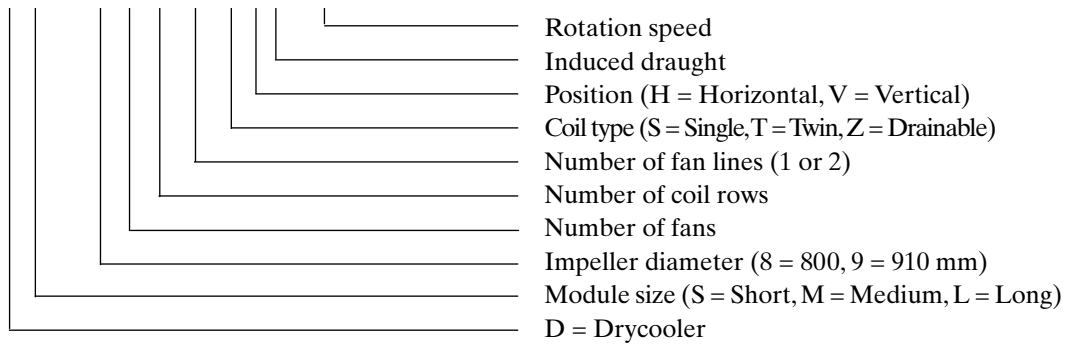 Rotation speed
Induced draught
Position (H = Horizontal, V = Vertical)
Coil type (S = Single, T = Twin, Z = Drainable)
Number of fan lines (1 or 2)
Number of coil rows
Number of fans
Impeller diameter (8 = 800, 9 = 910 mm)
Module size (S = Short, M = Medium, L = Long)
D = Drycooler